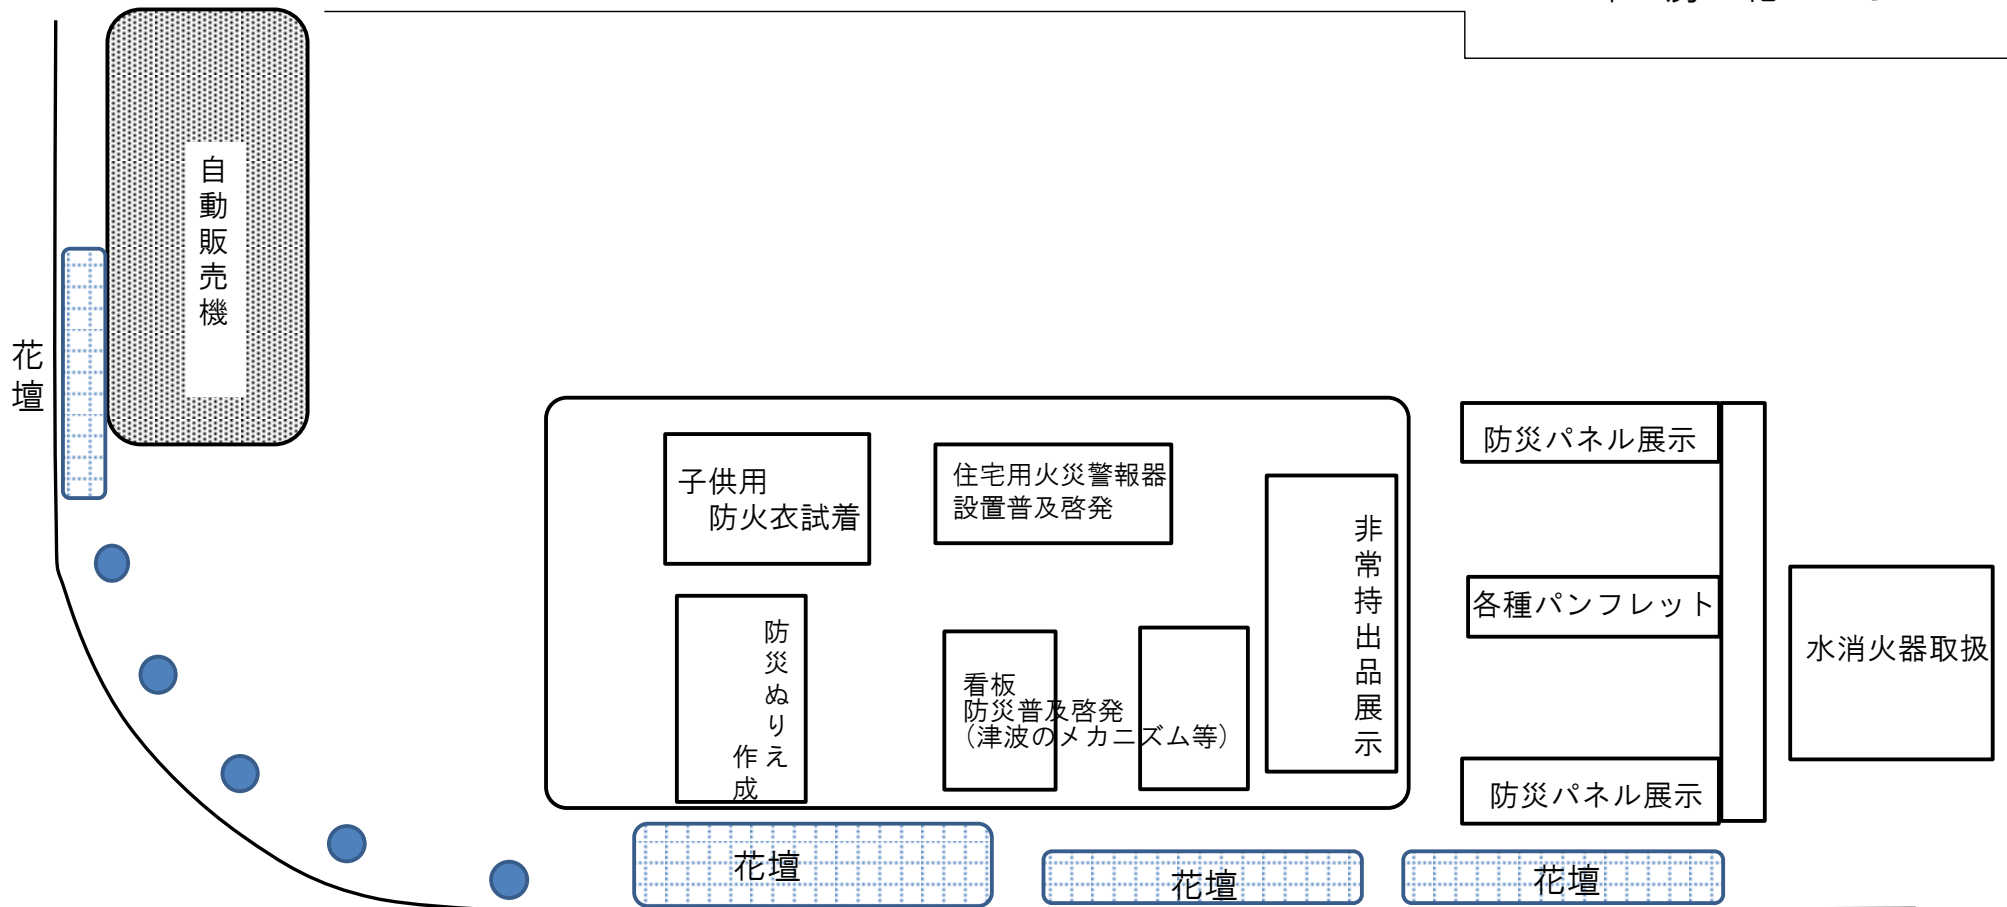 自動販売機
花壇
子供用
防火衣試着
住宅用火災警報器
設置普及啓発
非常持出品展示
防災ぬりえ
作成
看板
防災普及啓発
（津波のメカニズム等）
防災パネル展示
各種パンフレット
防災パネル展示
水消火器取扱
花壇
花壇
花壇